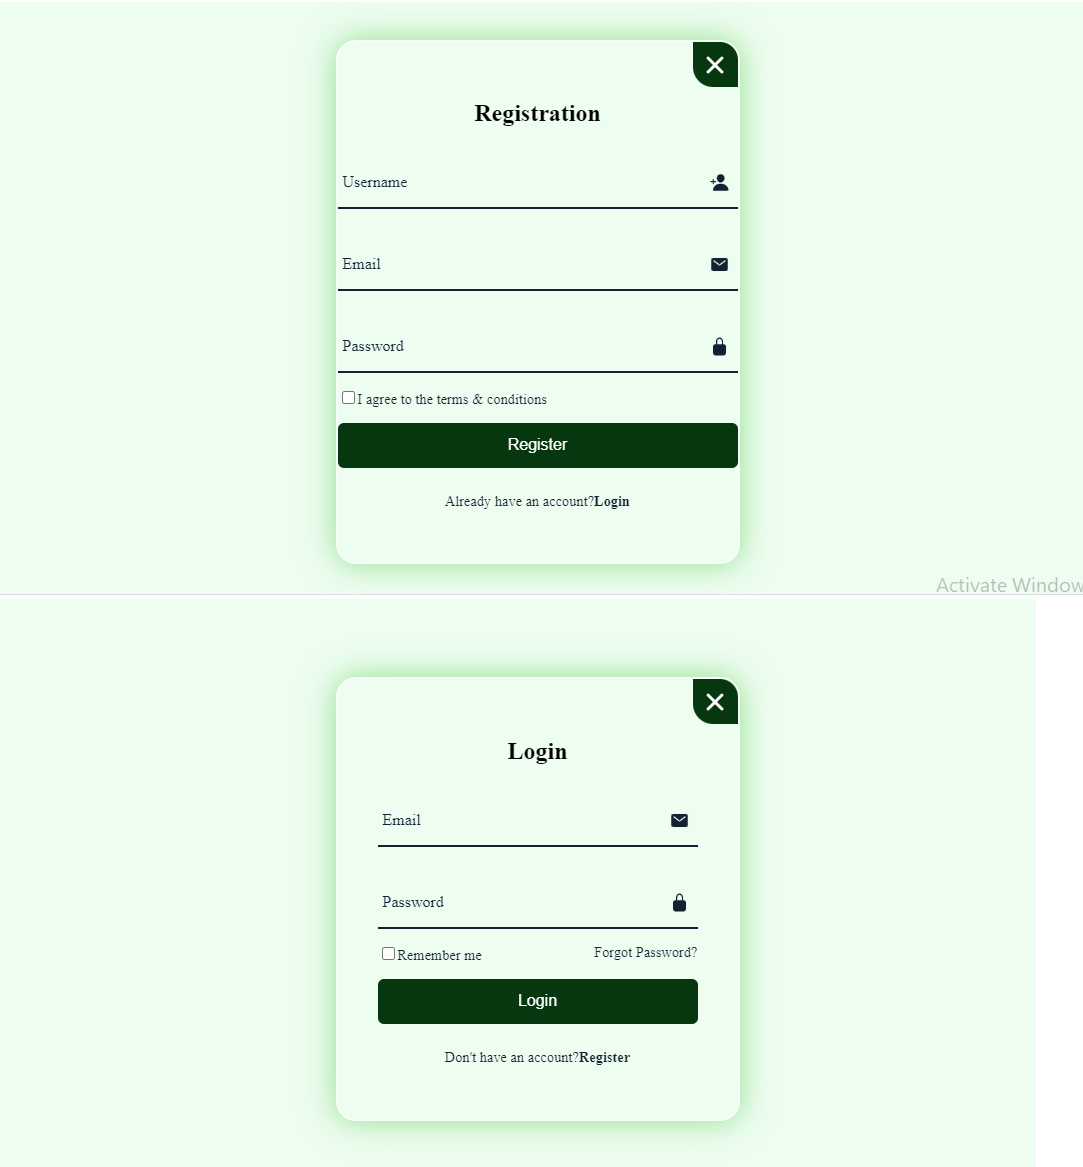 Registration
Username
Email
Password
I agree to the terms & conditions
Register
Already have an account?Login
Activate Window
Login
Email
Password
Remember me Forgot Password?
Login
Don't have an account?Register